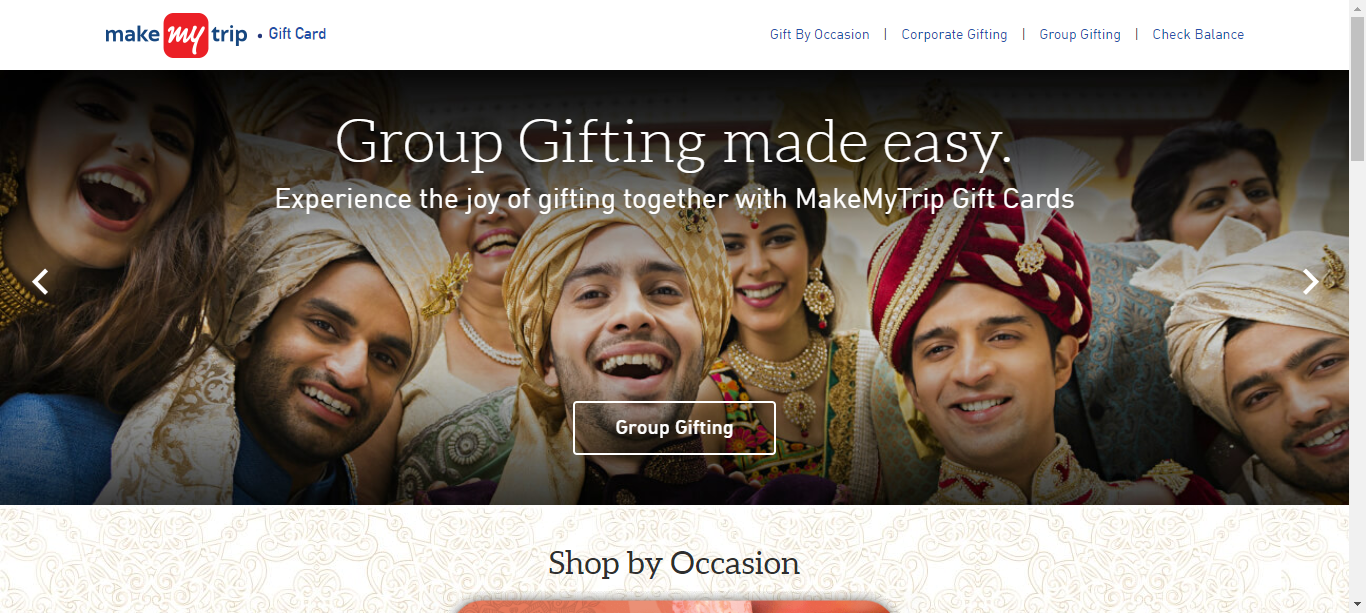 make my trip • Gift Card
Gift By Occasion | Corporate Gifting | Group Gifting | Check Balance
Group Gifting made easy.
Experience the joy of gifting together with MakeMyTrip Gift Cards
Group Gifting
Shop by Occasion